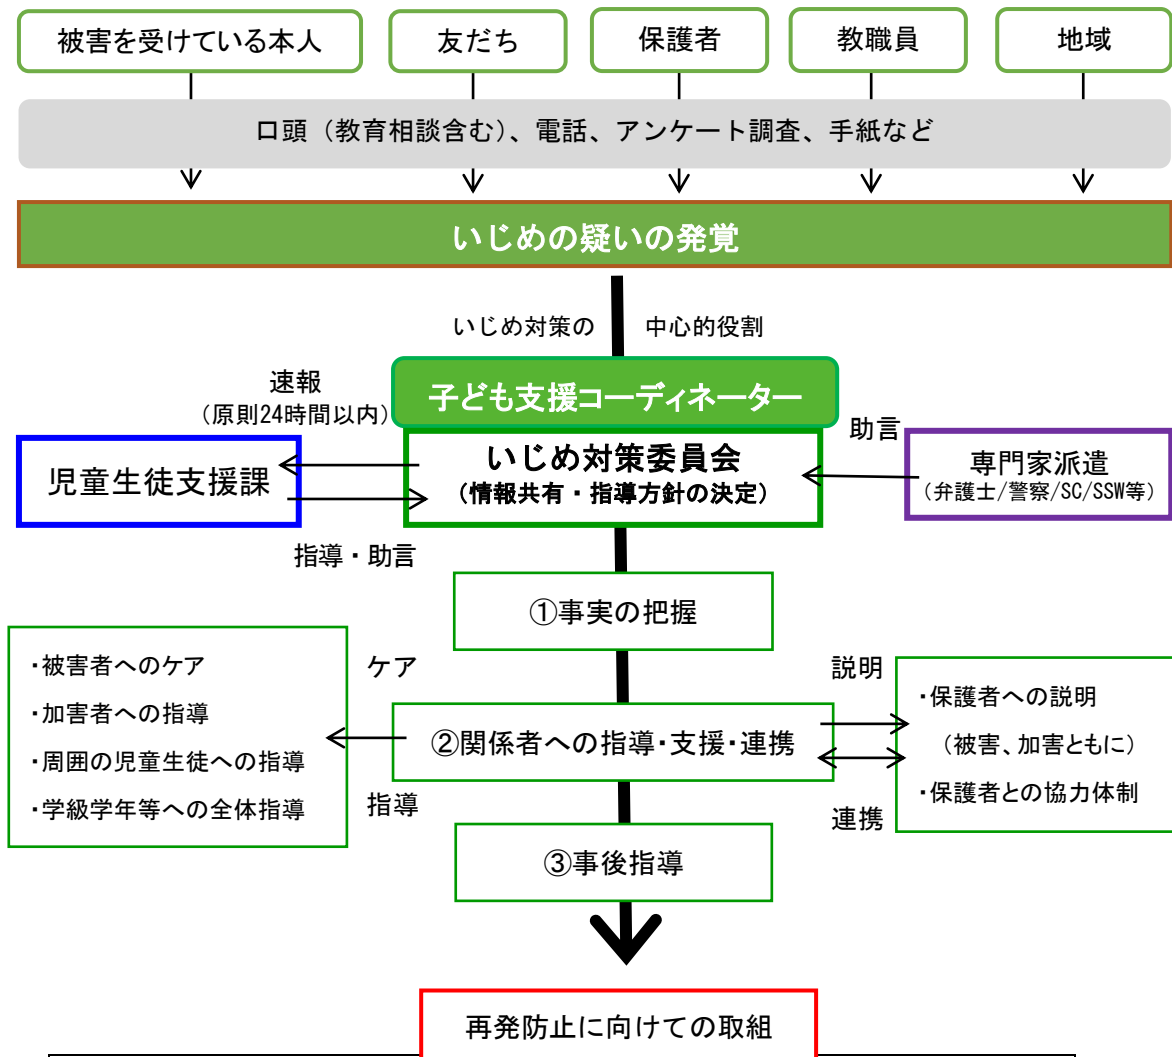 被害を受けている本人
友だち
保護者
教職員
地域
口頭（教育相談含む）、電話、アンケート調査、手紙など
いじめの疑いの発覚
いじめ対策の 中心的役割
速報
（原則24時間以内）
子ども支援コーディネーター
助言
児童生徒支援課
いじめ対策委員会
（情報共有・指導方針の決定）
専門家派遣
（弁護士/警察/SC/SSW等）
指導・助言
①事実の把握
ケア
説明
・被害者へのケア
・加害者への指導
・周囲の児童生徒への指導
・学級学年等への全体指導
②関係者への指導・支援・連携
・保護者への説明
（被害、加害ともに）
・保護者との協力体制
指導
連携
③事後指導
再発防止に向けての取組